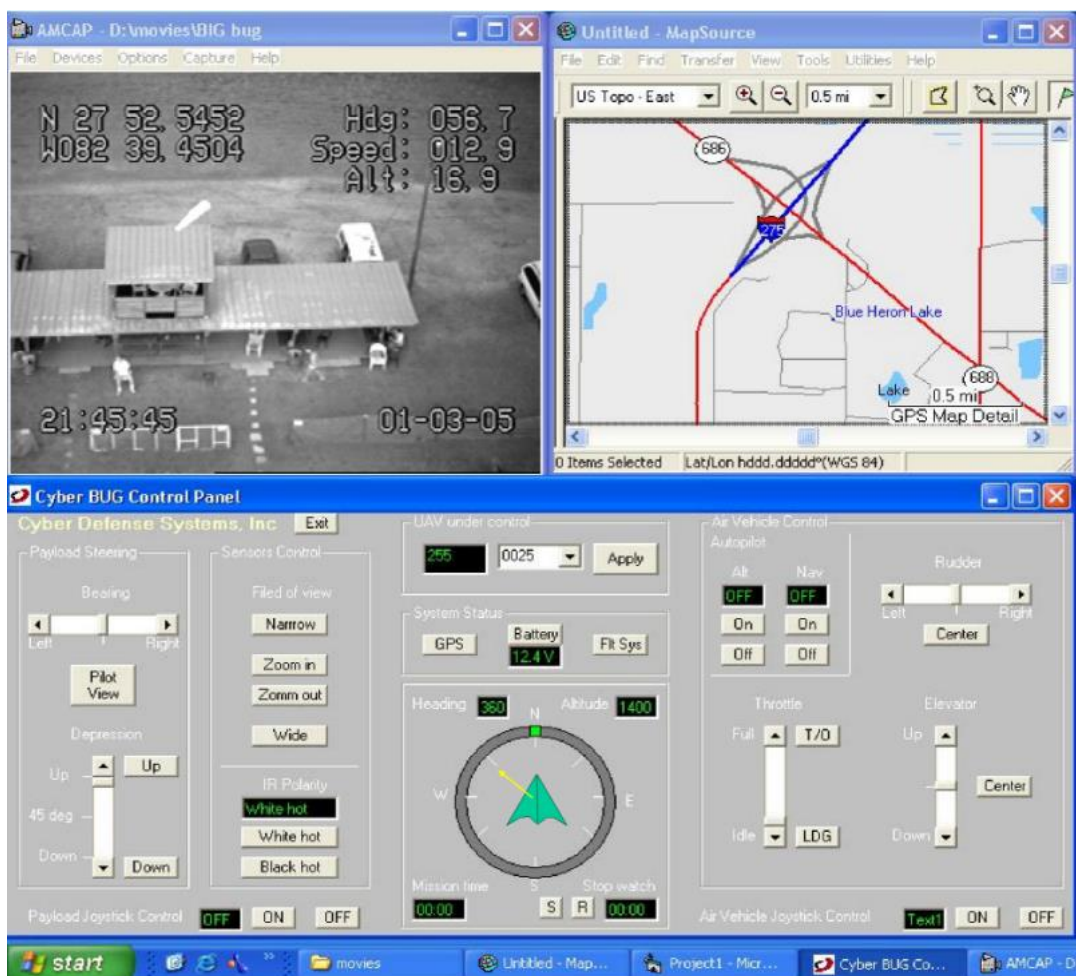 AMCAP - D:\movies\BIG bug
File Devices Options Capture Help
N 27 52.5452
W082 39.4504
Hdg: 056.7
Speed: 012.9
Alt: 16.9
21:45:45
01-03-05
Untitled - MapSource
File Edit Find Transfer View Tools Utilities Help
US Topo - East
0.5 mi
686
275
Blue Heron Lake
688
Lake
0.5 mi
GPS Map Detail
0 Items Selected
Lat/Lon hddd.ddddd°(WGS 84)
Cyber BUG Control Panel
Cyber Defense Systems, Inc
Exit
Payload Steering
Bearing
Left
Right
Pilot
View
Depression
Up
Up
45 deg
Down
Down
Payload Joystick Control
OFF
ON
OFF
Sensors Control
Filed of view
Narrow
Zoom in
Zomm out
Wide
IR Polarity
White hot
White hot
Black hot
UAV under control
255
0025
Apply
System Status
GPS
Battery
12.4 V
Flt Sys
Heading
360
Altitude
1400
N
W
E
S
Mission time
00:00
S
R
Stop watch
00:00
Air Vehicle Control
Autopilot
Alt
Nav
OFF
OFF
On
On
Off
Off
Rudder
Left
Right
Center
Throttle
Full
T/O
Idle
LDG
Elevator
Up
Center
Down
Air Vehicle Joystick Control
Text1
ON
OFF
start
movies
Untitled - Map...
Project1 - Micr...
Cyber BUG Co...
AMCAP - D